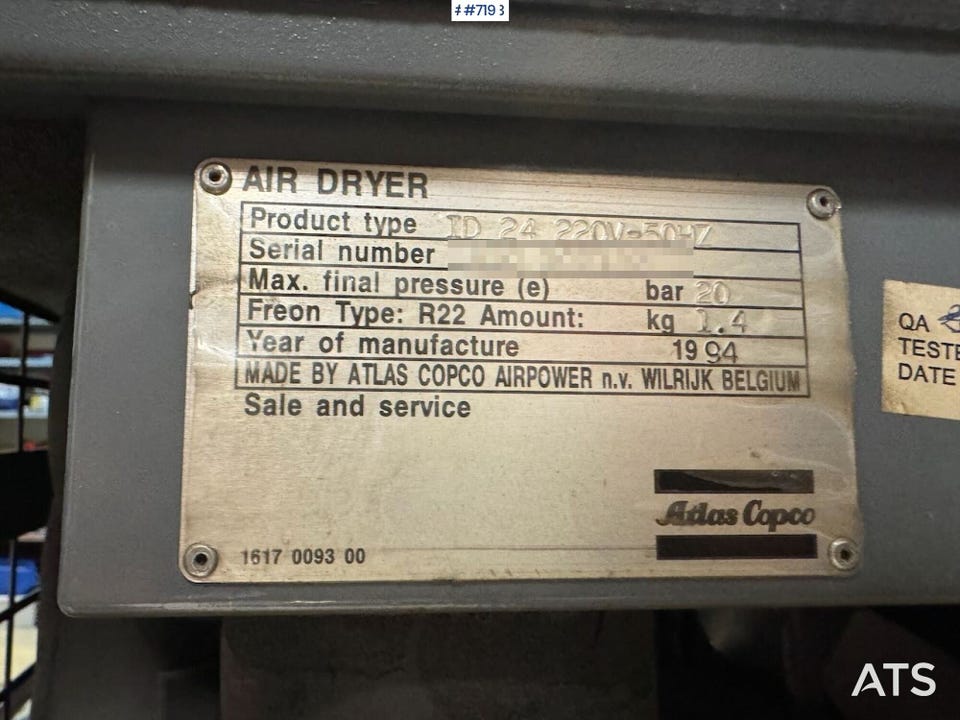 ##7193
AIR DRYER
Product type ID 24 220V-50HZ
Serial number
Max. final pressure (e) bar 20
Freon Type: R22 Amount: kg 1.4
Year of manufacture 1994
MADE BY ATLAS COPCO AIRPOWER n.v. WILRIJK BELGIUM
Sale and service
Atlas Copco
1617 0093 00
QA
TESTE
DATE
ATS